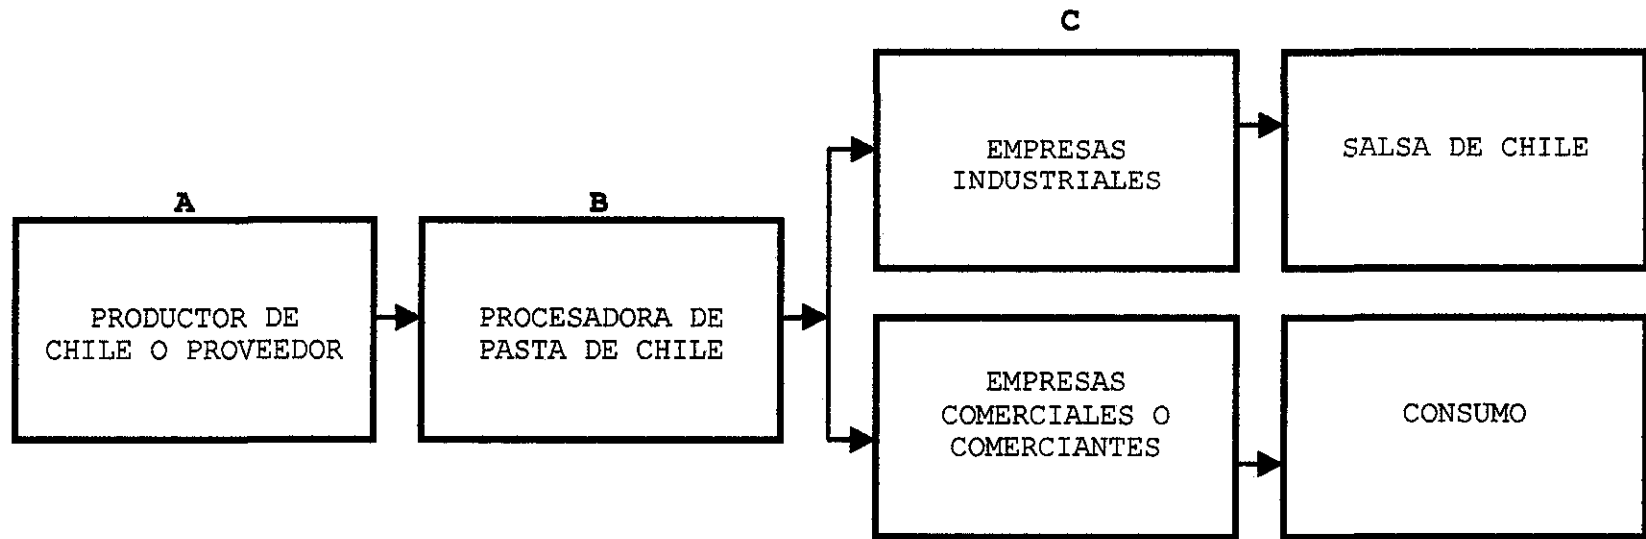 A
PRODUCTOR DE
CHILE O PROVEEDOR
B
PROCESADORA DE
PASTA DE CHILE
C
EMPRESAS
INDUSTRIALES
SALSA DE CHILE
EMPRESAS
COMERCIALES O
COMERCIANTES
CONSUMO